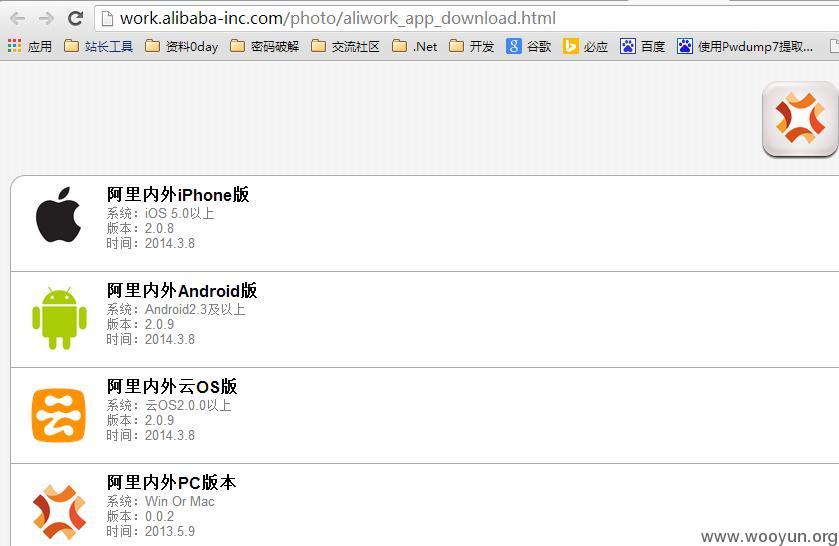 work.alibaba-inc.com/photo/aliwork_app_download.html
应用 站长工具 资料0day 密码破解 交流社区 .Net 开发 谷歌 必应 百度 使用Pwdump7提取...
阿里内外iPhone版
系统：iOS 5.0以上
版本：2.0.8
时间：2014.3.8
阿里内外Android版
系统：Android2.3及以上
版本：2.0.9
时间：2014.3.8
阿里内外云OS版
系统：云OS2.0.0以上
版本：2.0.9
时间：2014.3.8
阿里内外PC版本
系统：Win Or Mac
版本：0.0.2
时间：2013.5.9
www.wooyun.org